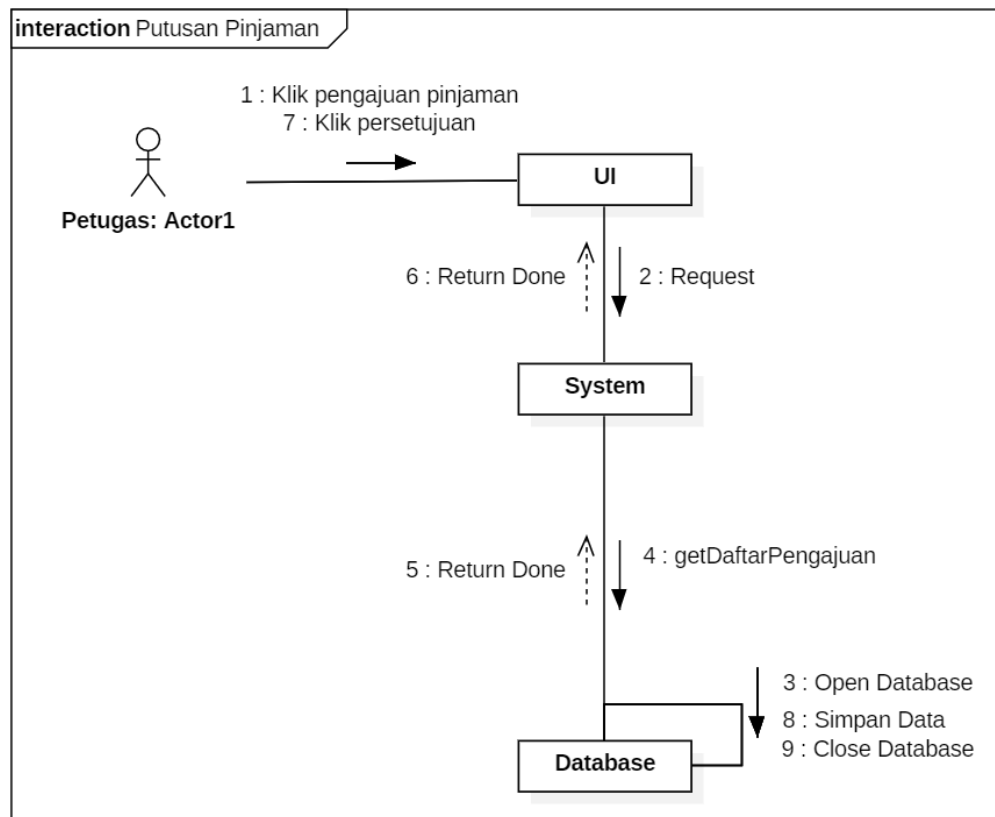 interaction Putusan Pinjaman
1 : Klik pengajuan pinjaman
7 : Klik persetujuan
UI
Petugas: Actor1
6 : Return Done
2 : Request
System
5 : Return Done
4 : getDaftarPengajuan
3 : Open Database
8 : Simpan Data
9 : Close Database
Database